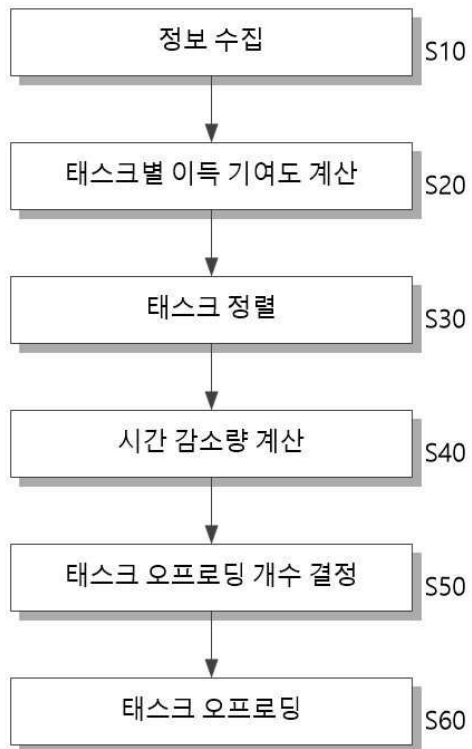 정보 수집
S10
태스크별 이득 기여도 계산
S20
태스크 정렬
S30
시간 감소량 계산
S40
태스크 오프로딩 개수 결정
S50
태스크 오프로딩
S60